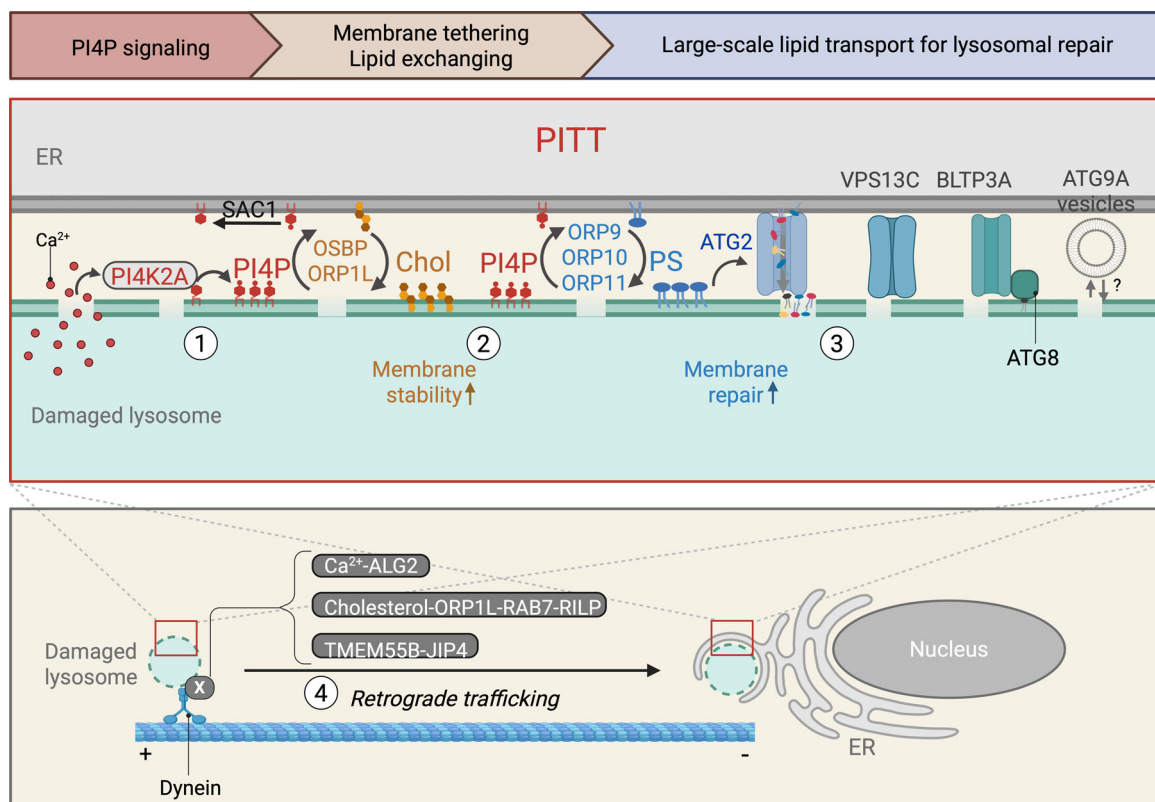 PI4P signaling
Membrane tethering
Lipid exchanging
Large-scale lipid transport for lysosomal repair
PITT
ER
VPS13C
BLTP3A
ATG9A
vesicles
SAC1
Ca²⁺
PI4K2A
PI4P
OSBP
ORP1L
Chol
PI4P
ORP9
ORP10
ORP11
PS
ATG2
?
1
2
3
ATG8
Membrane
stability
Membrane
repair
Damaged lysosome
Ca²⁺-ALG2
Cholesterol-ORP1L-RAB7-RILP
TMEM55B-JIP4
Damaged
lysosome
X
4
Retrograde trafficking
Nucleus
ER
+
-
Dynein